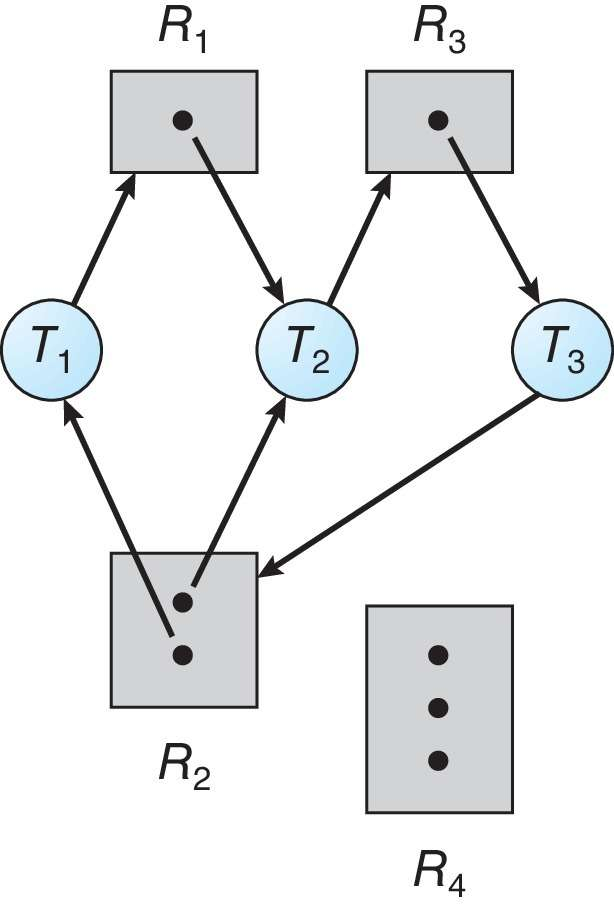 R₁ R₃
T₁ T₂ T₃
R₂
R₄